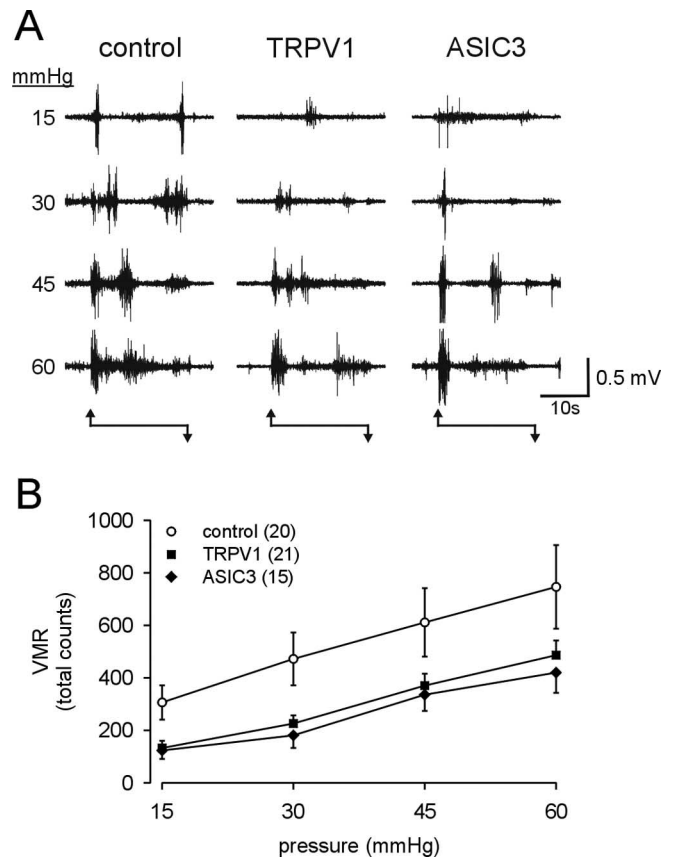 A
control TRPV1 ASIC3
mmHg
15
30
45
60
0.5 mV
10s
B
1000
800
600
400
200
0
VMR
(total counts)
control (20)
TRPV1 (21)
ASIC3 (15)
15 30 45 60
pressure (mmHg)